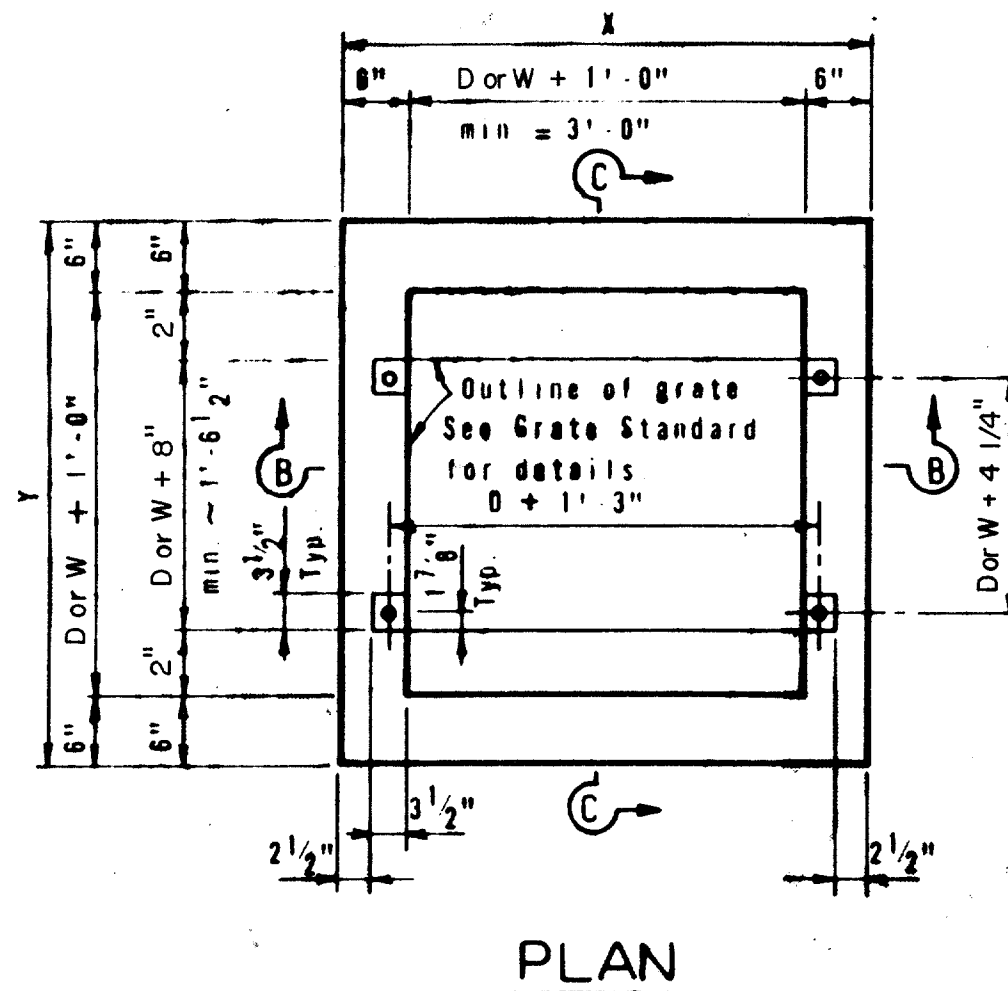 X
6"
D or W + 1'-0"
6"
min = 3'-0"
C
6"
6"
2"
Y
D or W + 1'-0"
D or W + 8"
min. ~ 1'-6 1/2"
B
Outline of grate
See Grate Standard
for details
D + 1'-3"
B
D or W + 4 1/4"
3 1/2"
Typ.
1 7/8"
Typ.
2"
6"
6"
C
3 1/2"
2 1/2"
2 1/2"
PLAN